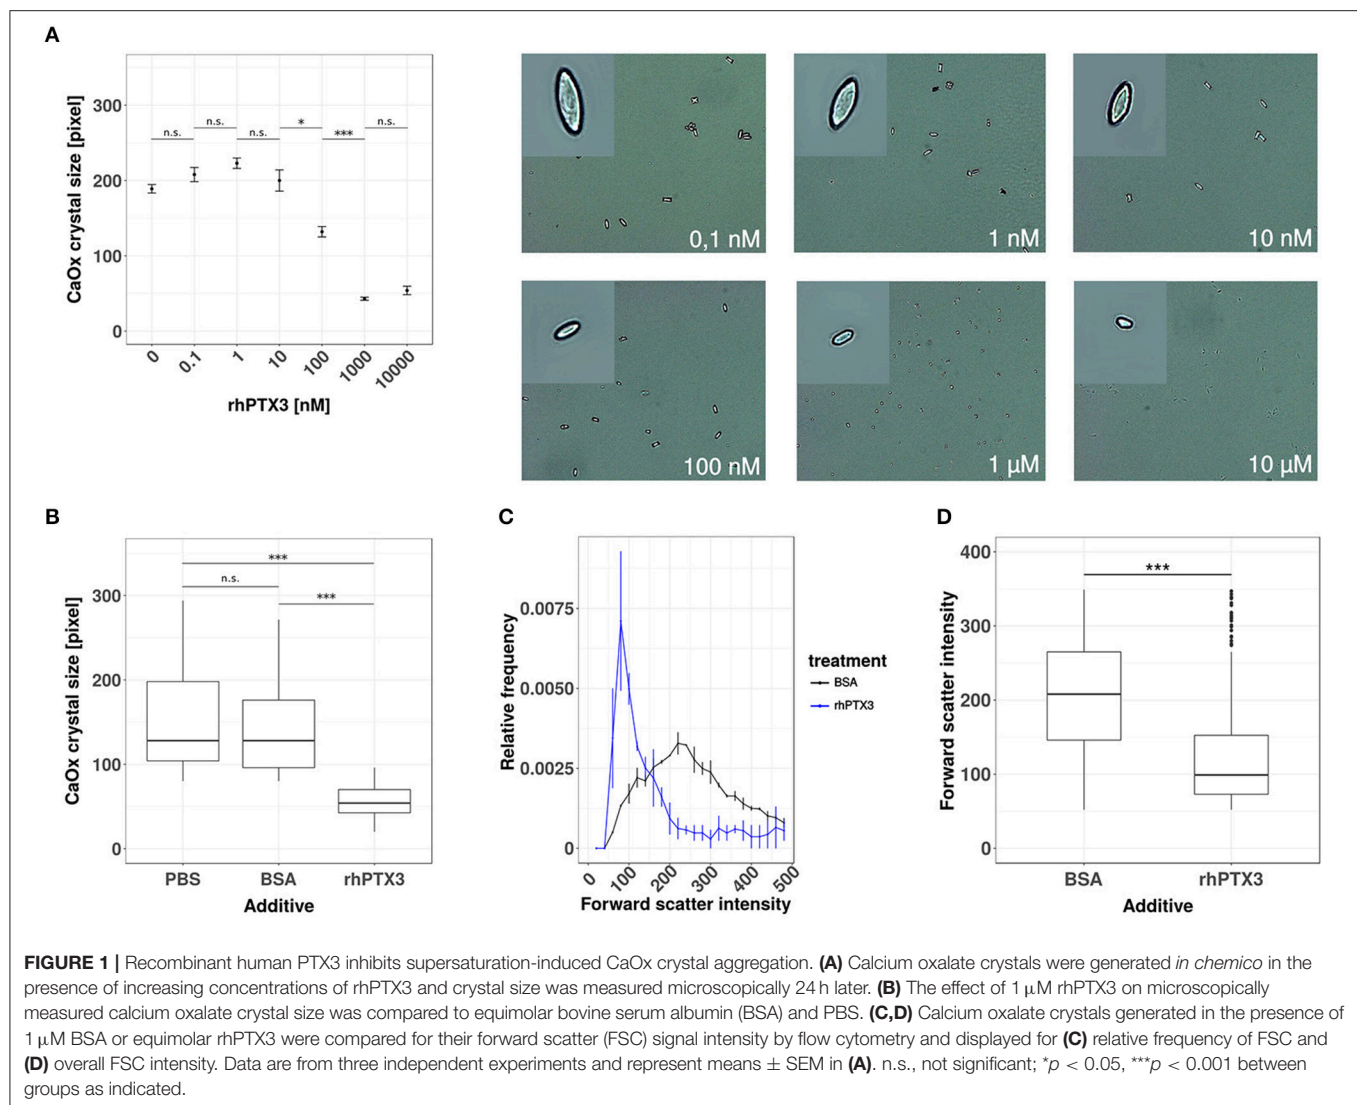 A
CaOx crystal size [pixel]
300
200
100
0
n.s.
n.s.
n.s.
*
***
n.s.
0
0.1
1
10
100
1000
10000
rhPTX3 [nM]
0,1 nM
1 nM
10 nM
100 nM
1 µM
10 µM
B
CaOx crystal size [pixel]
300
200
100
0
***
n.s.
***
PBS
BSA
rhPTX3
Additive
C
Relative frequency
0.0075
0.0050
0.0025
0
0
100
200
300
400
500
Forward scatter intensity
treatment
BSA
rhPTX3
D
Forward scatter intensity
400
300
200
100
0
***
BSA
rhPTX3
Additive
FIGURE 1 | Recombinant human PTX3 inhibits supersaturation-induced CaOx crystal aggregation. (A) Calcium oxalate crystals were generated in chemico in the
presence of increasing concentrations of rhPTX3 and crystal size was measured microscopically 24 h later. (B) The effect of 1 µM rhPTX3 on microscopically
measured calcium oxalate crystal size was compared to equimolar bovine serum albumin (BSA) and PBS. (C,D) Calcium oxalate crystals generated in the presence of
1 µM BSA or equimolar rhPTX3 were compared for their forward scatter (FSC) signal intensity by flow cytometry and displayed for (C) relative frequency of FSC and
(D) overall FSC intensity. Data are from three independent experiments and represent means ± SEM in (A). n.s., not significant; *p < 0.05, ***p < 0.001 between
groups as indicated.